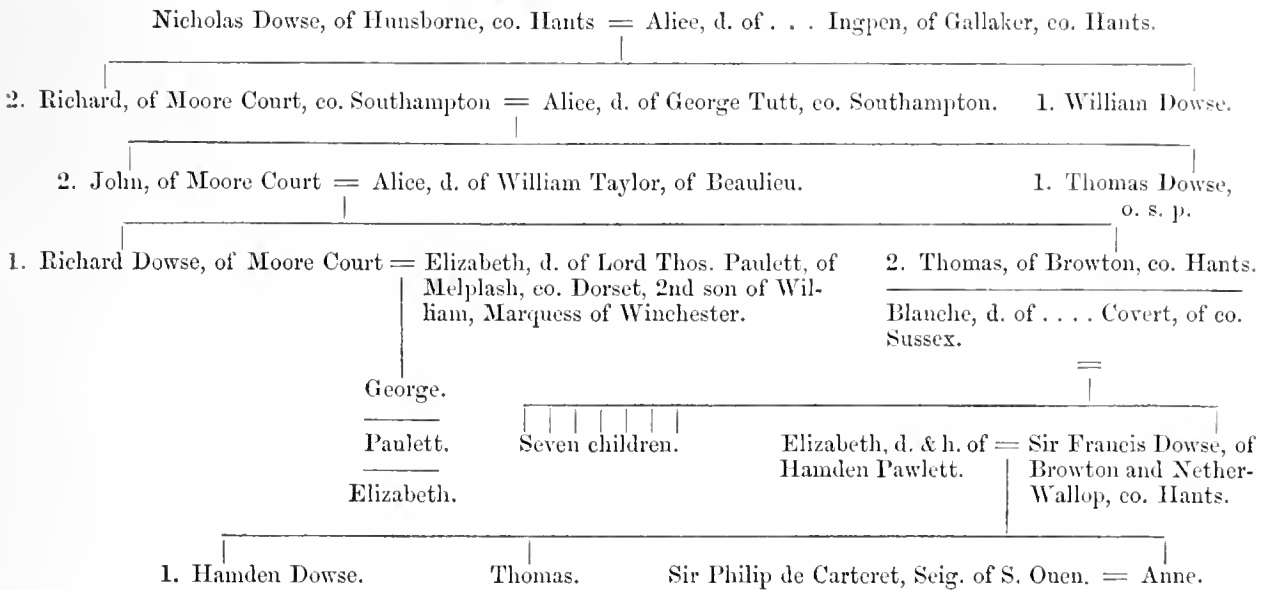 Nicholas Dowse, of Hunsborne, co. Hants = Alice, d. of . . . Ingpen, of Gallaker, co. Hants.
2. Richard, of Moore Court, co. Southampton = Alice, d. of George Tutt, co. Southampton. 1. William Dowse.
2. John, of Moore Court = Alice, d. of William Taylor, of Beaulieu. 1. Thomas Dowse,
o. s. p.
1. Richard Dowse, of Moore Court = Elizabeth, d. of Lord Thos. Paulett, of
Melplash, co. Dorset, 2nd son of Wil-
liam, Marquess of Winchester.
2. Thomas, of Browton, co. Hants.
Blanche, d. of . . . . Covert, of co.
Sussex.
=
George.
Paulett.
Elizabeth.
Seven children.
Elizabeth, d. & h. of =
Hamden Pawlett.
Sir Francis Dowse, of
Browton and Nether-
Wallop, co. Hants.
1. Hamden Dowse. Thomas. Sir Philip de Carteret, Seig. of S. Ouen. = Anne.